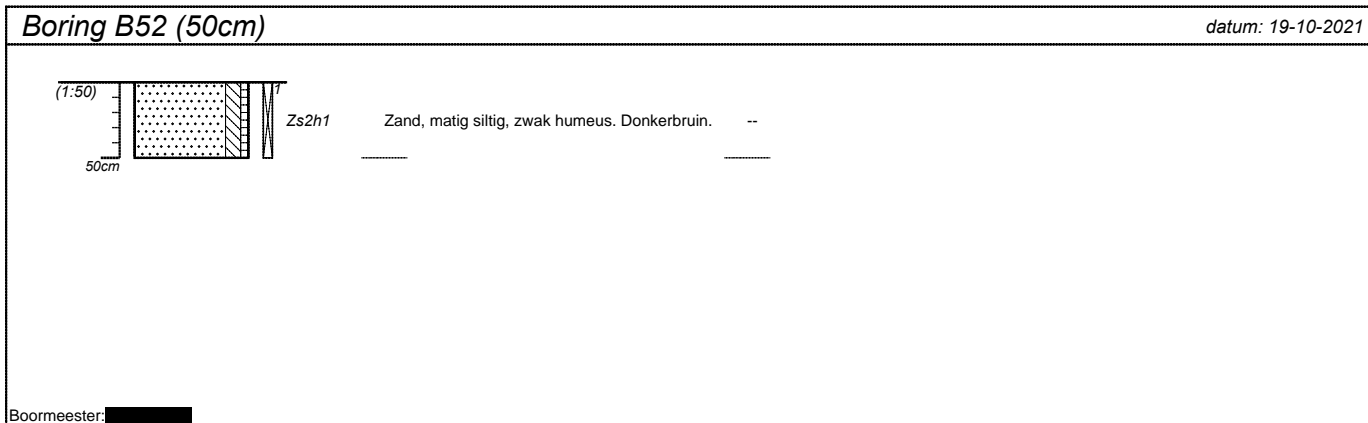 Boring B52 (50cm)
datum: 19-10-2021
(1:50)
1
Zs2h1 Zand, matig siltig, zwak humeus. Donkerbruin. --
50cm
Boormeester: